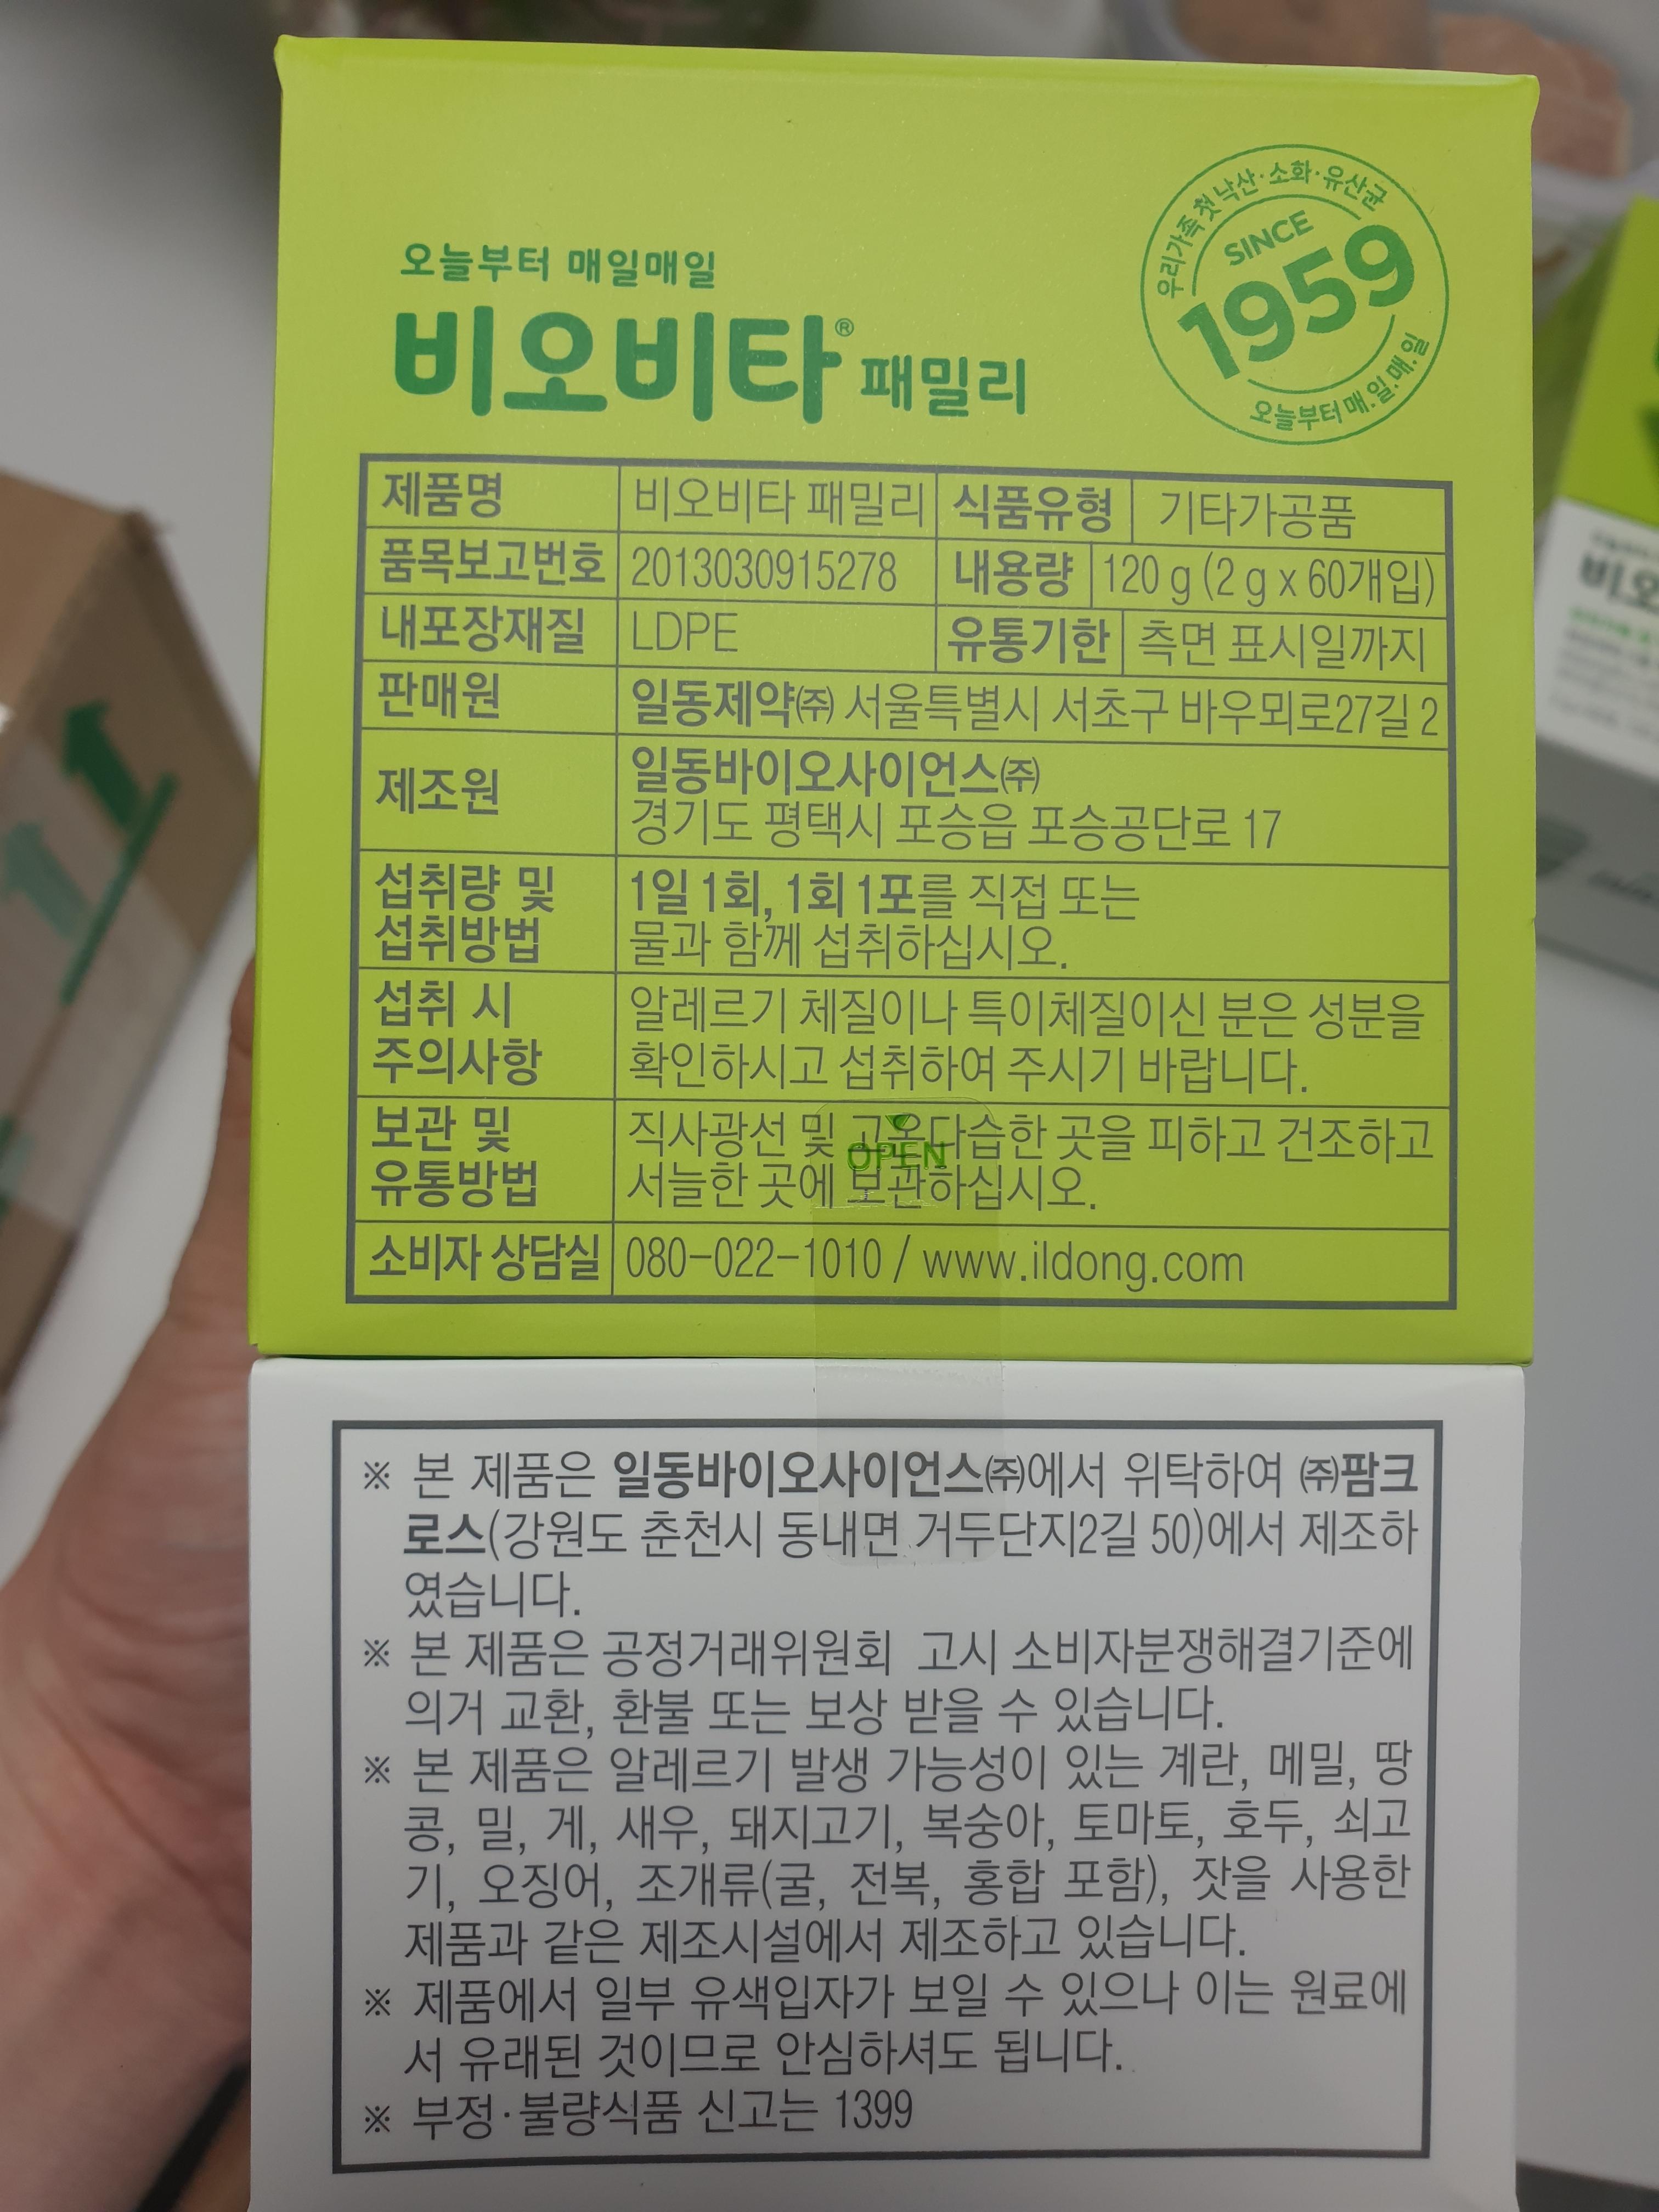 우리가족 첫 낙산·소화·유산균
SINCE
1959
오늘부터 매.일.매.일
오늘부터 매일매일
비오비타® 패밀리
제품명 비오비타 패밀리 식품유형 기타가공품
품목보고번호 2013030915278 내용량 120 g (2 g x 60개입)
내포장재질 LDPE 유통기한 측면 표시일까지
판매원 일동제약㈜ 서울특별시 서초구 바우뫼로27길 2
제조원 일동바이오사이언스㈜
경기도 평택시 포승읍 포승공단로 17
섭취량 및
섭취방법
1일 1회, 1회 1포를 직접 또는
물과 함께 섭취하십시오.
섭취 시
주의사항
알레르기 체질이나 특이체질이신 분은 성분을
확인하시고 섭취하여 주시기 바랍니다.
보관 및
유통방법
직사광선 및 고온다습한 곳을 피하고 건조하고
서늘한 곳에 보관하십시오.
OPEN
소비자 상담실 080-022-1010 / www.ildong.com
※ 본 제품은 일동바이오사이언스㈜에서 위탁하여 ㈜팜크
로스(강원도 춘천시 동내면 거두단지2길 50)에서 제조하
였습니다.
※ 본 제품은 공정거래위원회 고시 소비자분쟁해결기준에
의거 교환, 환불 또는 보상 받을 수 있습니다.
※ 본 제품은 알레르기 발생 가능성이 있는 계란, 메밀, 땅
콩, 밀, 게, 새우, 돼지고기, 복숭아, 토마토, 호두, 쇠고
기, 오징어, 조개류(굴, 전복, 홍합 포함), 잣을 사용한
제품과 같은 제조시설에서 제조하고 있습니다.
※ 제품에서 일부 유색입자가 보일 수 있으나 이는 원료에
서 유래된 것이므로 안심하셔도 됩니다.
※ 부정·불량식품 신고는 1399
비오